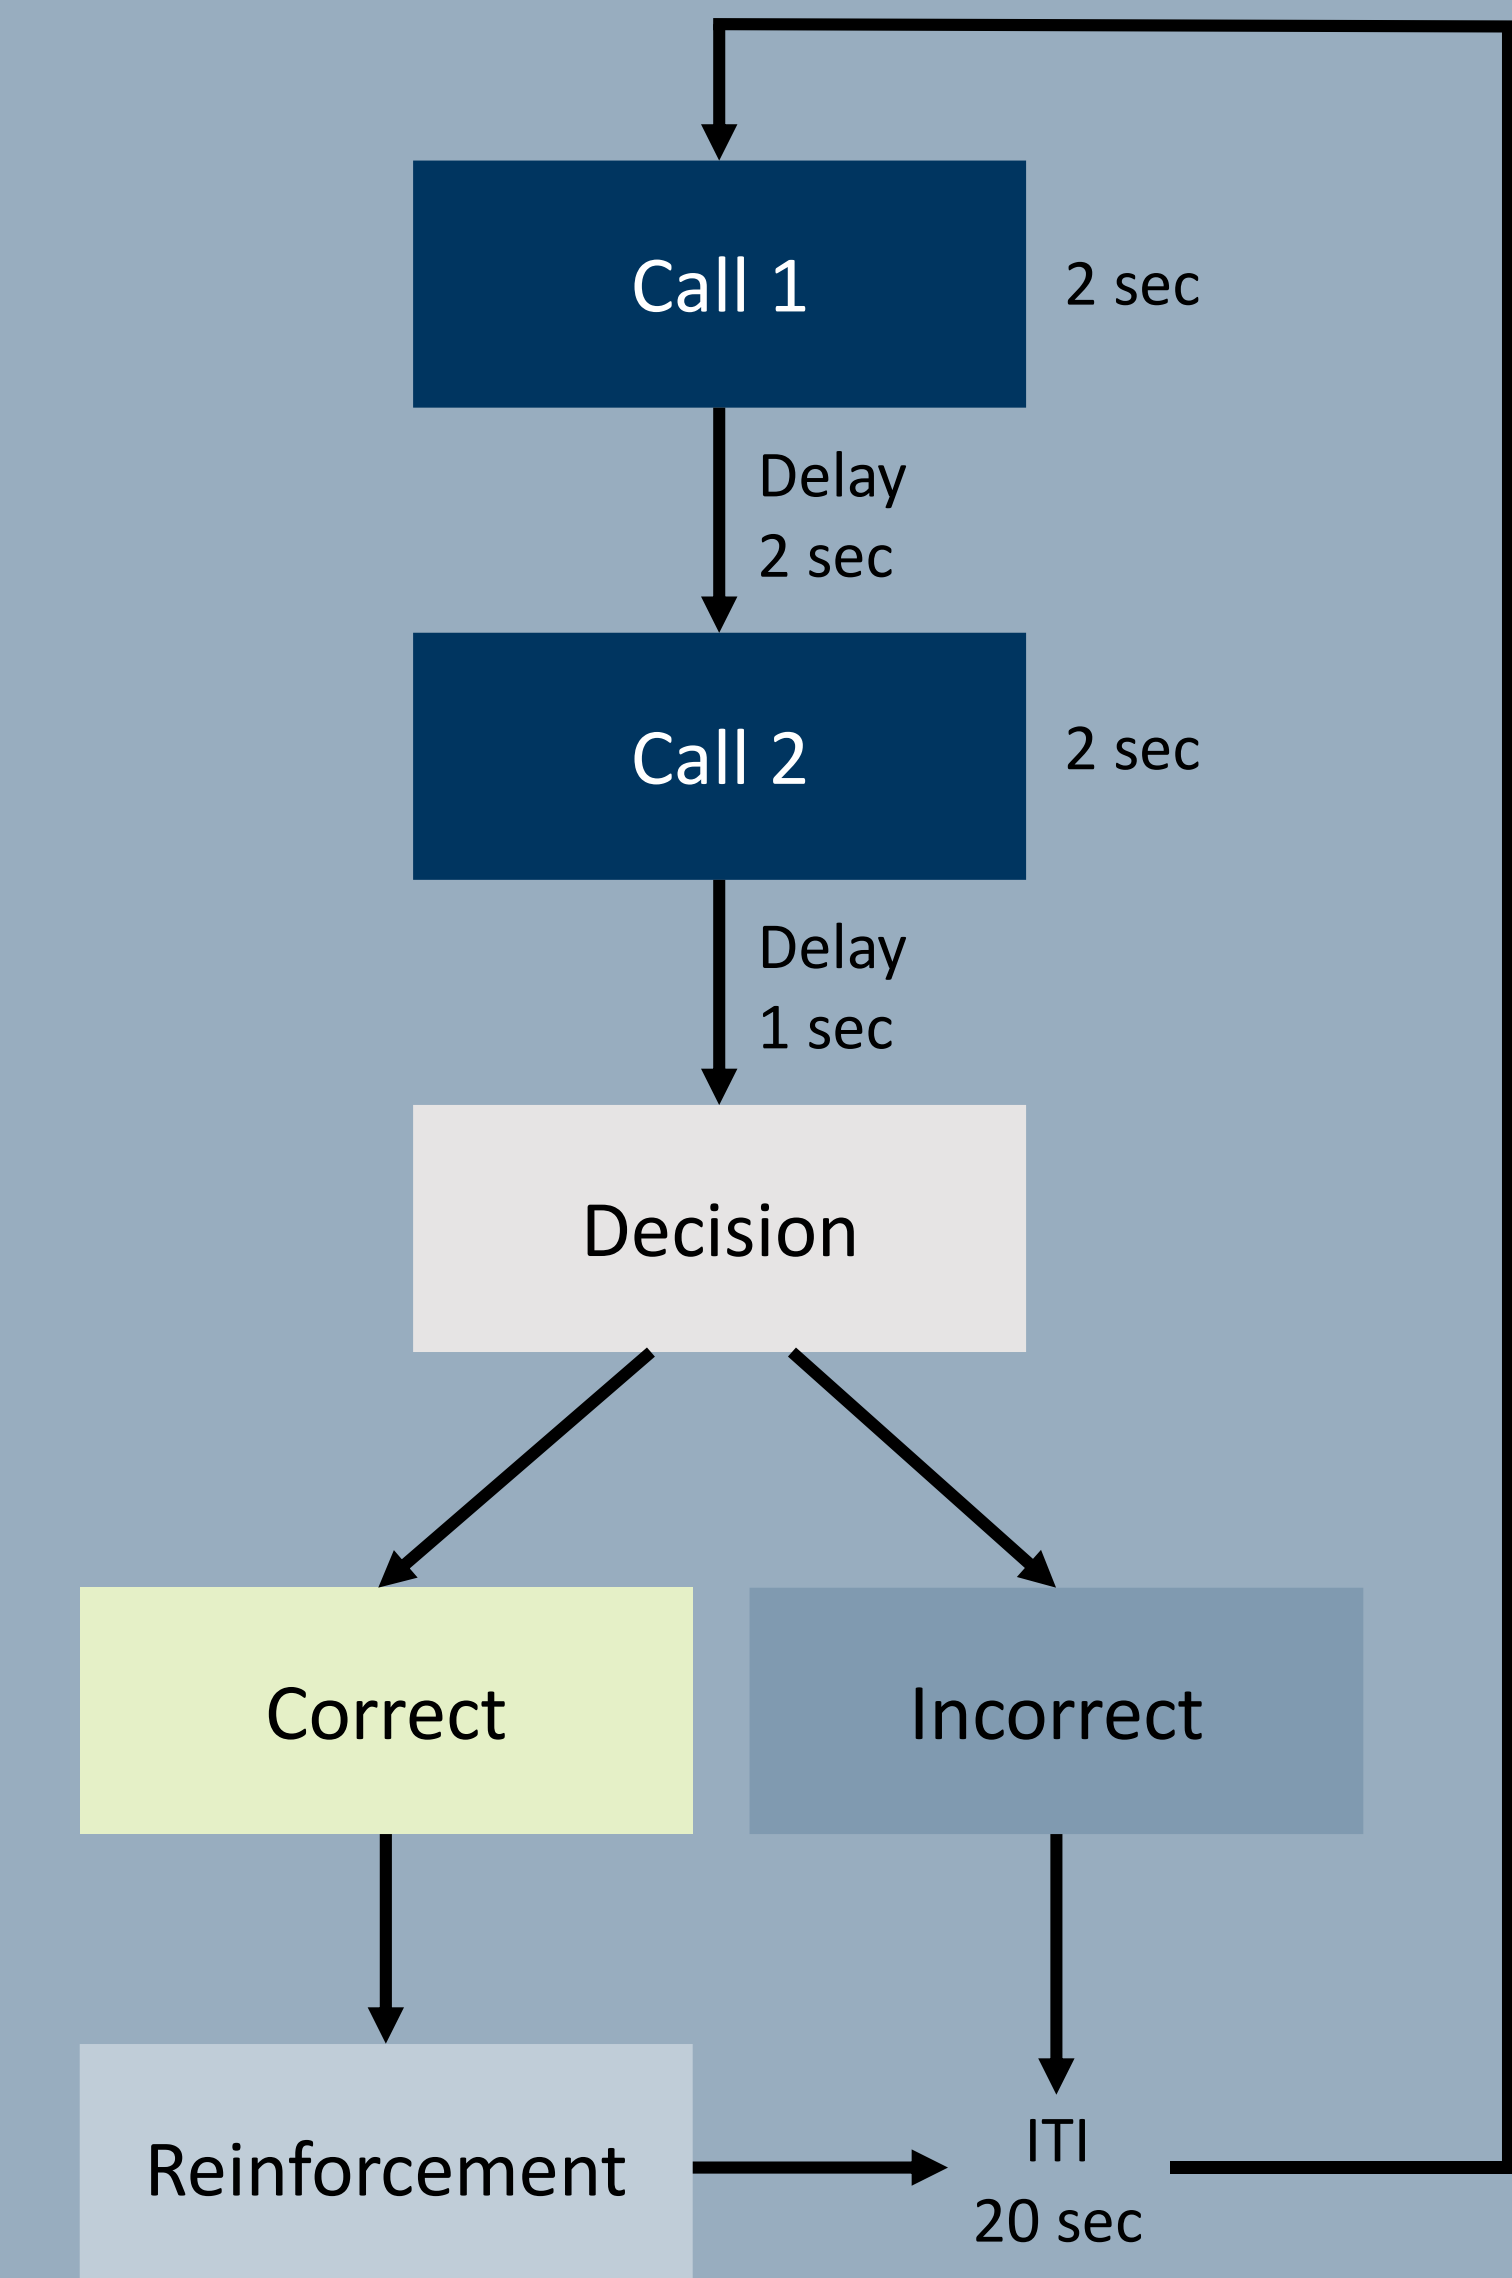 Call 1
2 sec
Delay
2 sec
Call 2
2 sec
Delay
1 sec
Decision
Correct
Incorrect
Reinforcement
ITI
20 sec